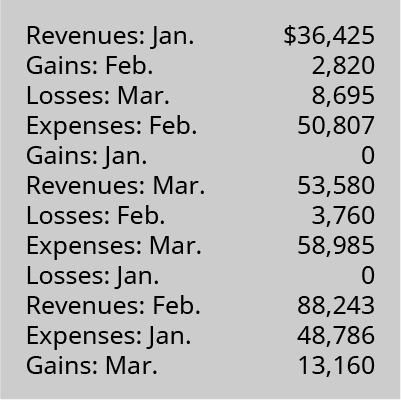 Revenues: Jan. $36,425
Gains: Feb. 2,820
Losses: Mar. 8,695
Expenses: Feb. 50,807
Gains: Jan. 0
Revenues: Mar. 53,580
Losses: Feb. 3,760
Expenses: Mar. 58,985
Losses: Jan. 0
Revenues: Feb. 88,243
Expenses: Jan. 48,786
Gains: Mar. 13,160